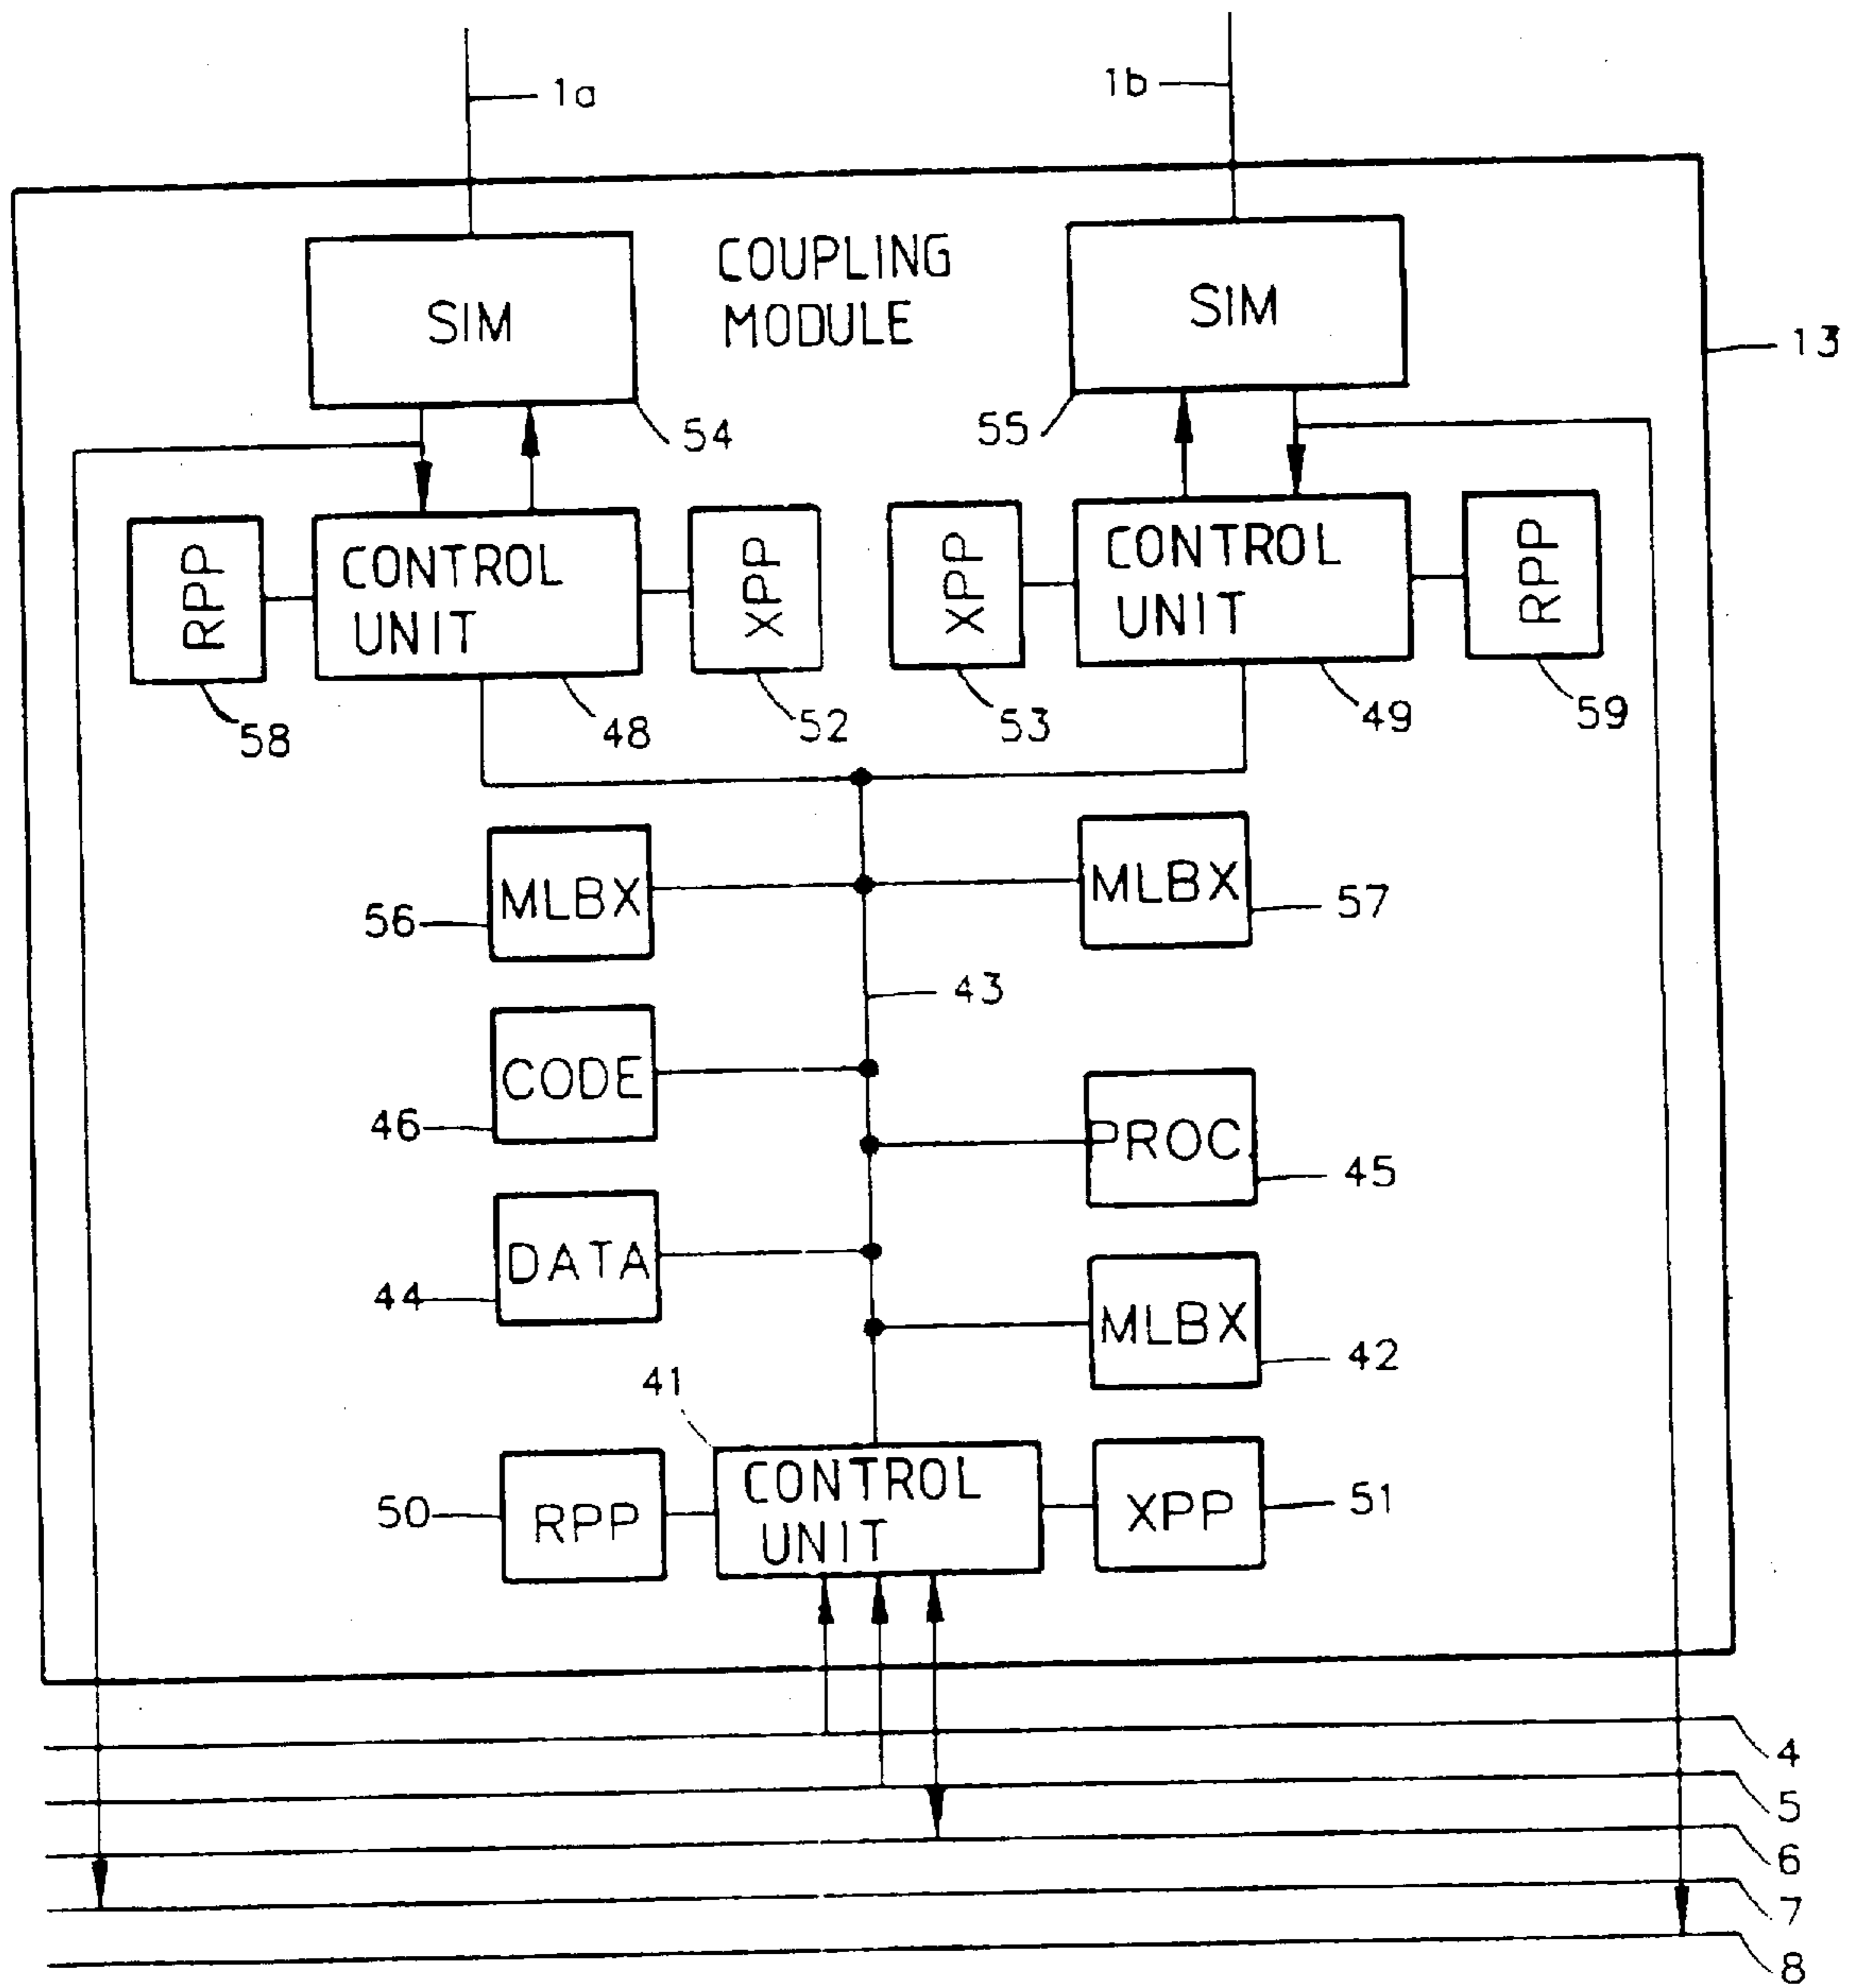 1a
1b
COUPLING
MODULE
SIM
SIM
13
54
55
RPP
CONTROL
UNIT
XPP
XPP
CONTROL
UNIT
RPP
58
48
52
53
49
59
MLBX
MLBX
56
57
43
CODE
46
PROC.
45
DATA
44
MLBX
42
41
50
RPP
CONTROL
UNIT
XPP
51
4
5
6
7
8